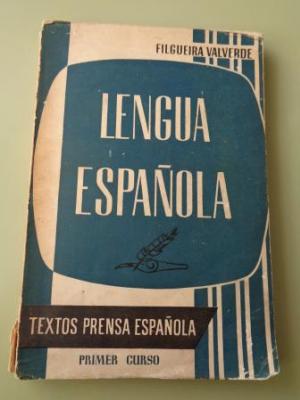 FILGUEIRA VALVERDE
LENGUA
ESPAÑOLA
TEXTOS PRENSA ESPAÑOLA
PRIMER CURSO